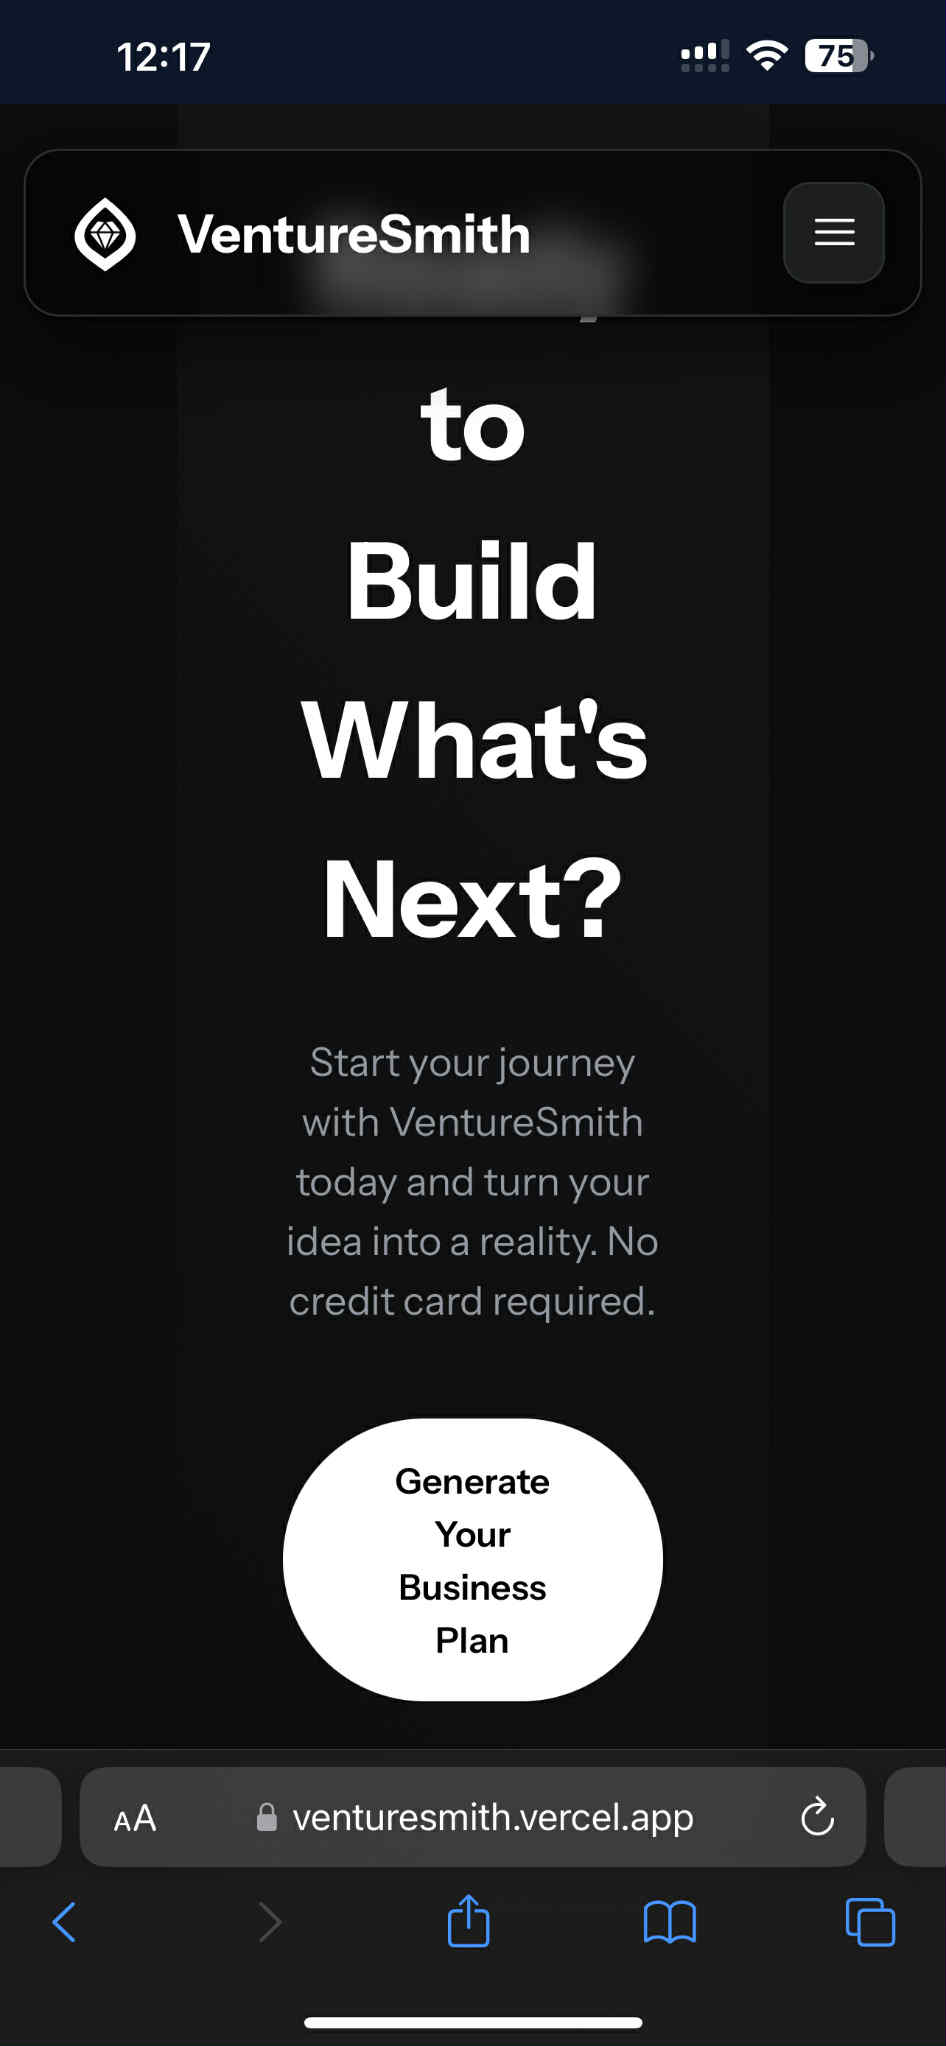 12:17
75
VentureSmith
to
Build
What's
Next?
Start your journey
with VentureSmith
today and turn your
idea into a reality. No
credit card required.
Generate
Your
Business
Plan
AA
venturesmith.vercel.app